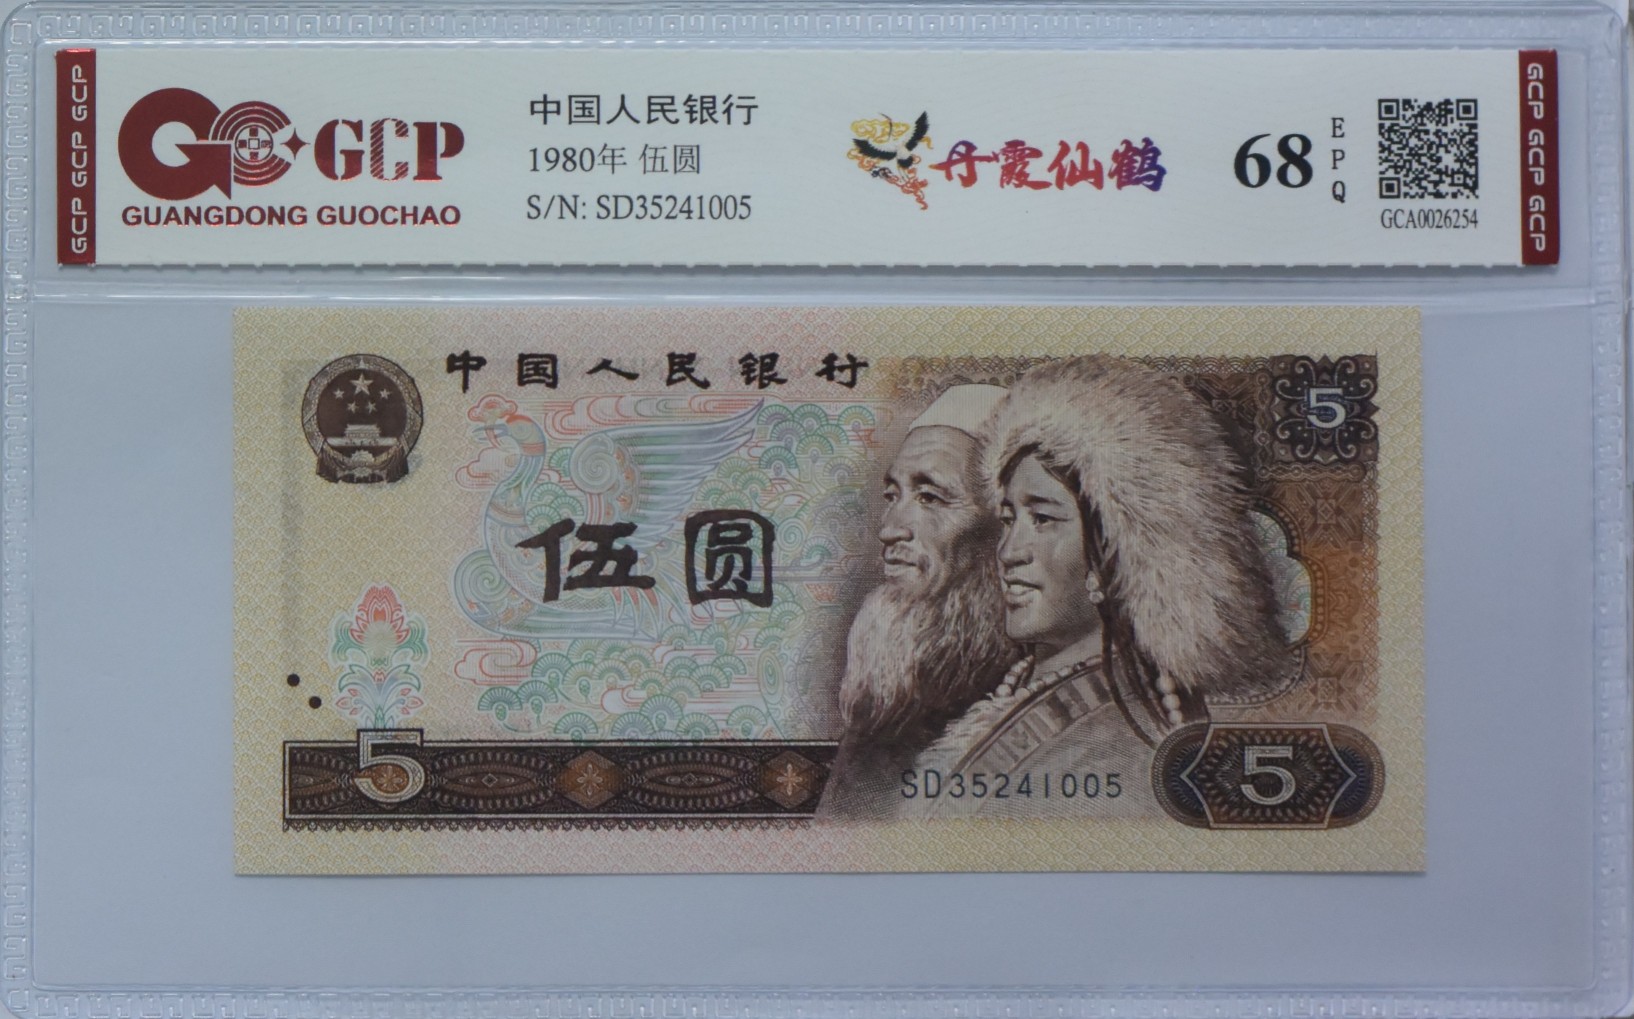 GCP GCP GCP
GCP
GUANGDONG GUOCHAO
中国人民银行
1980年 伍圆
S/N: SD35241005
丹霞仙鹤
68
EPQ
GCA0026254
GCP GCP GCP
中国人民银行
5
伍圆
5
SD35241005
5